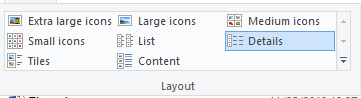 Extra large icons Large icons Medium icons
Small icons List Details
Tiles Content
Layout